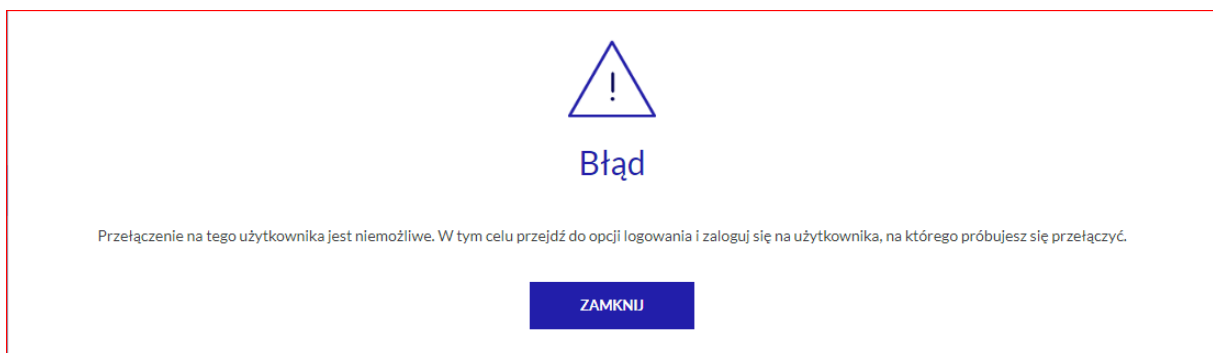 !
Błąd
Przełączenie na tego użytkownika jest niemożliwe. W tym celu przejdź do opcji logowania i zaloguj się na użytkownika, na którego próbujesz się przełączyć.
ZAMKNIJ